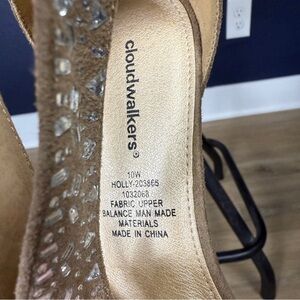 cloudwalkers®
10W
HOLLY-203865
1032068
FABRIC UPPER
BALANCE MAN MADE
MATERIALS
MADE IN CHINA